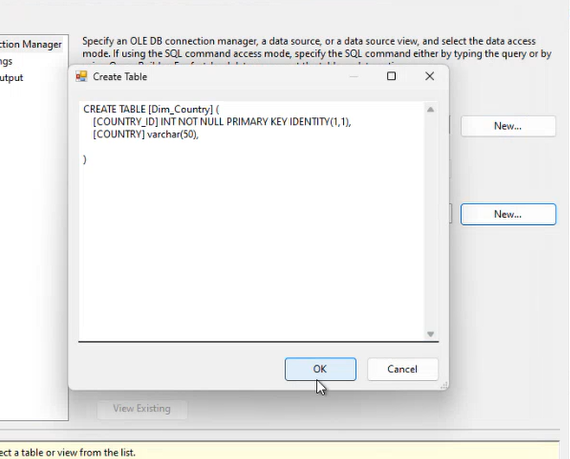 ction Manager
ngs
utput
Specify an OLE DB connection manager, a data source, or a data source view, and select the data access
mode. If using the SQL command access mode, specify the SQL command either by typing the query or by
Create Table
CREATE TABLE [Dim_Country] (
[COUNTRY_ID] INT NOT NULL PRIMARY KEY IDENTITY(1,1),
[COUNTRY] varchar(50),
)
New...
New...
OK
Cancel
View Existing
ect a table or view from the list.